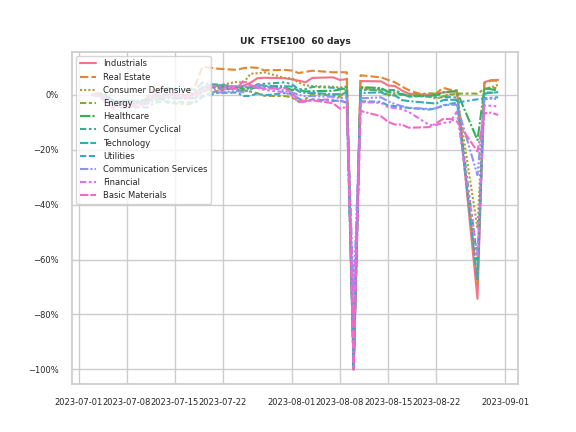 UK  FTSE100  60 days
Industrials
Real Estate
Consumer Defensive
Energy
Healthcare
Consumer Cyclical
Technology
Utilities
Communication Services
Financial
Basic Materials
0%
−20%
−40%
−60%
−80%
−100%
2023-07-01 2023-07-08 2023-07-15 2023-07-22 2023-08-01 2023-08-08 2023-08-15 2023-08-22 2023-09-01